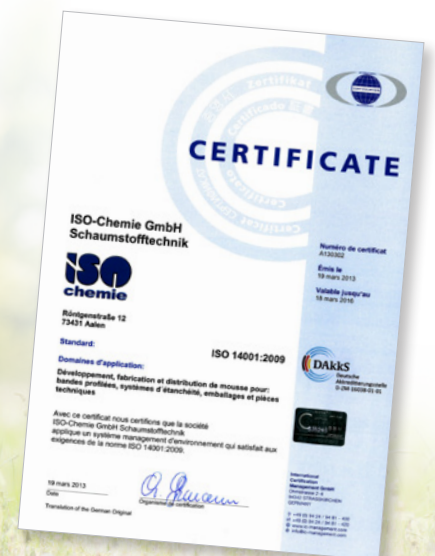 CERTIFICATE
ISO-Chemie GmbH
Schaumstofftechnik
ISO
chemie
Röntgenstraße 12
73431 Aalen
Standard:
ISO 14001:2009
Domaines d'application:
Développement, fabrication et distribution de mousse pour:
bandes profilées, systèmes d'étanchéité, emballages et pièces
techniques
Avec ce certificat nous certifions que la société
ISO-Chemie GmbH Schaumstofftechnik
applique un système management d'environnement qui satisfait aux
exigences de la norme ISO 14001:2009.
19 mars 2013
Date
Organisme de certification
Translation of the German Original
Numéro de certificat
A130302
Émis le
19 mars 2013
Valable jusqu'au
18 mars 2016
DAkkS
Deutsche
Akkreditierungsstelle
International
Certification
Management GmbH
GERMANY